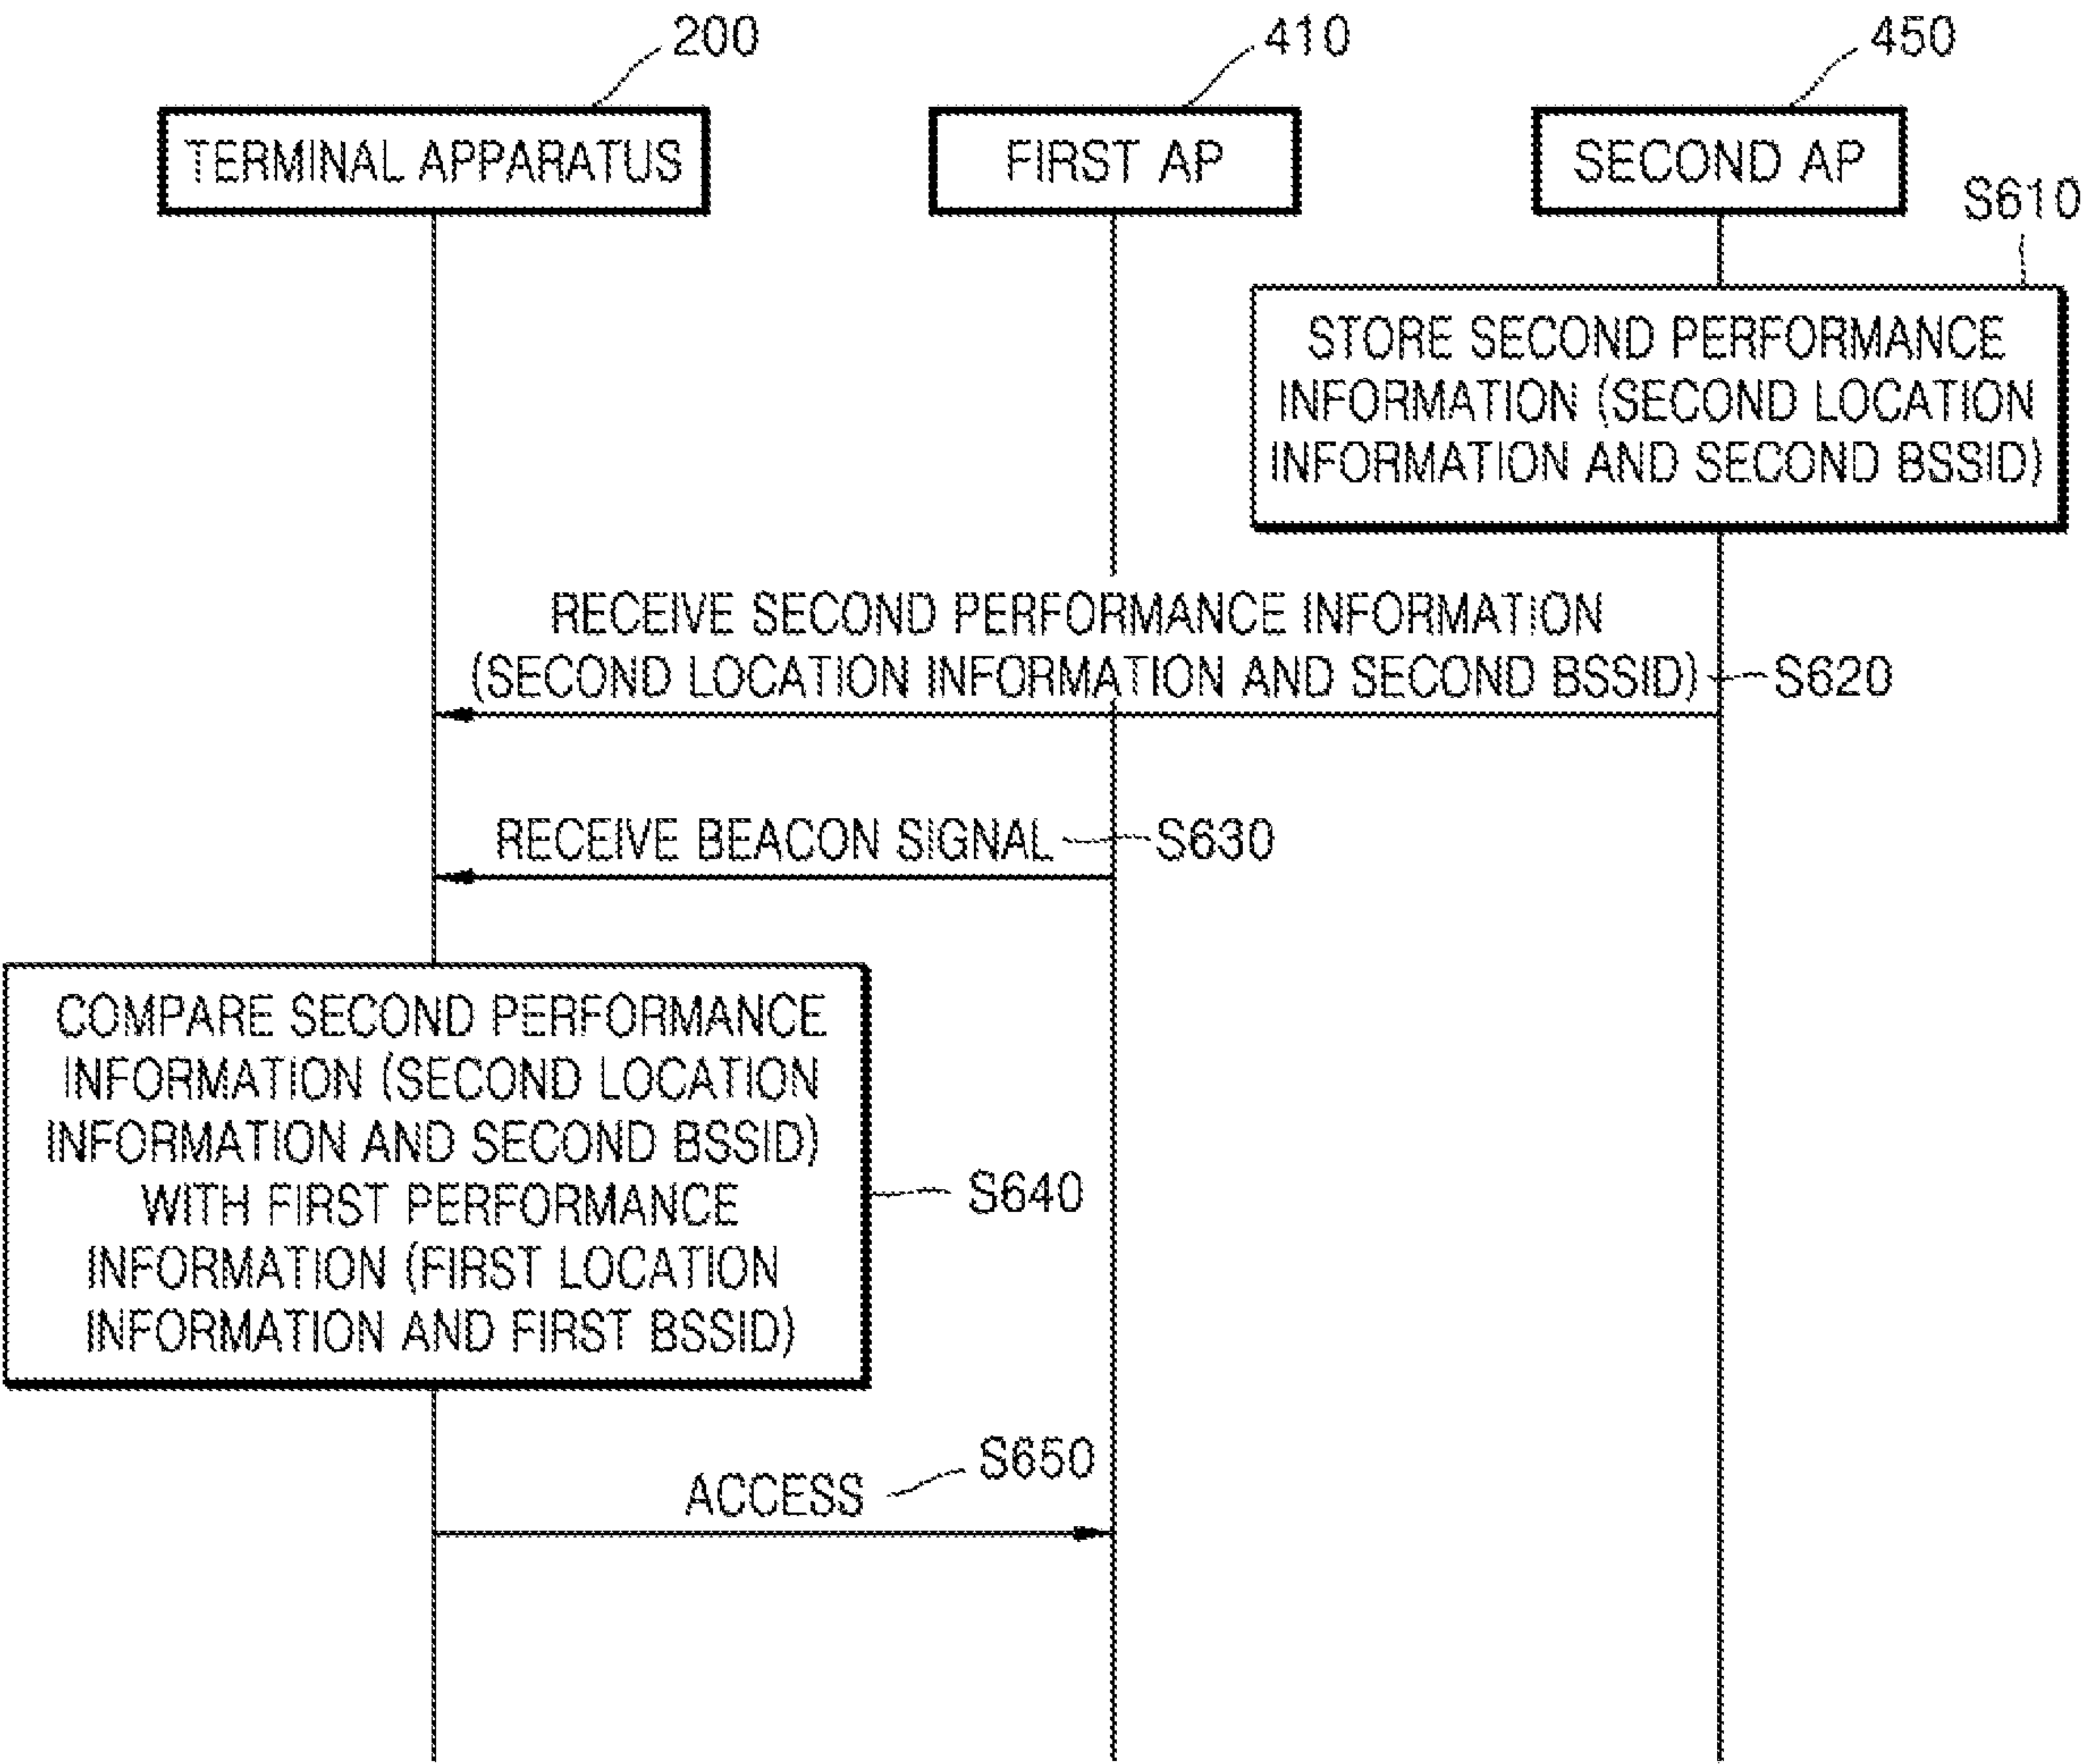 200
410
450
TERMINAL APPARATUS
FIRST AP
SECOND AP
S610
STORE SECOND PERFORMANCE
INFORMATION (SECOND LOCATION
INFORMATION AND SECOND BSSID)
RECEIVE SECOND PERFORMANCE INFORMATION
(SECOND LOCATION INFORMATION AND SECOND BSSID)
S620
RECEIVE BEACON SIGNAL
S630
COMPARE SECOND PERFORMANCE
INFORMATION (SECOND LOCATION
INFORMATION AND SECOND BSSID)
WITH FIRST PERFORMANCE
INFORMATION (FIRST LOCATION
INFORMATION AND FIRST BSSID)
S640
S650
ACCESS